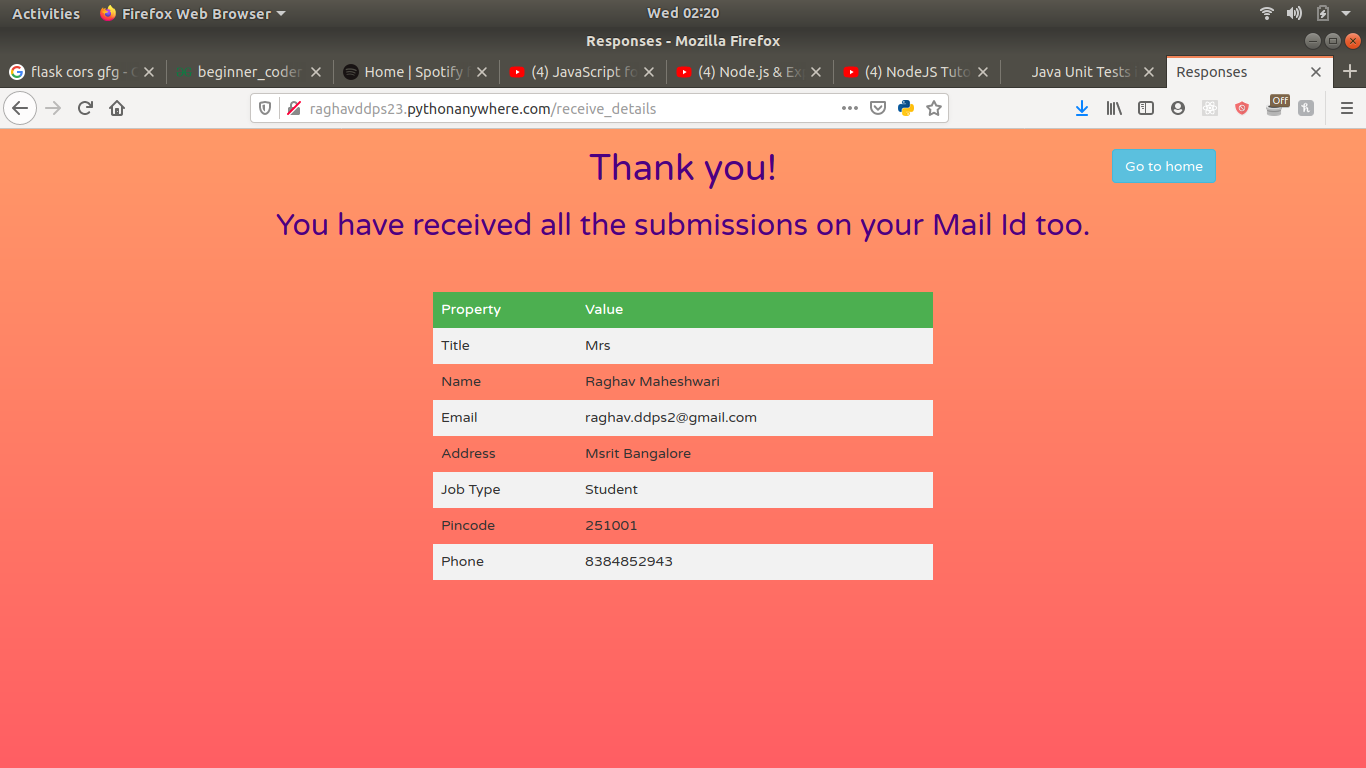 Activities Firefox Web Browser Wed 02:20
Responses - Mozilla Firefox
flask cors gfg - beginner_coder Home | Spotify (4) JavaScript fo (4) Node.js & Ex (4) NodeJS Tuto Java Unit Tests Responses
raghavddps23.pythonanywhere.com/receive_details Off
Thank you! Go to home
You have received all the submissions on your Mail Id too.
Property Value
Title Mrs
Name Raghav Maheshwari
Email raghav.ddps2@gmail.com
Address Msrit Bangalore
Job Type Student
Pincode 251001
Phone 8384852943